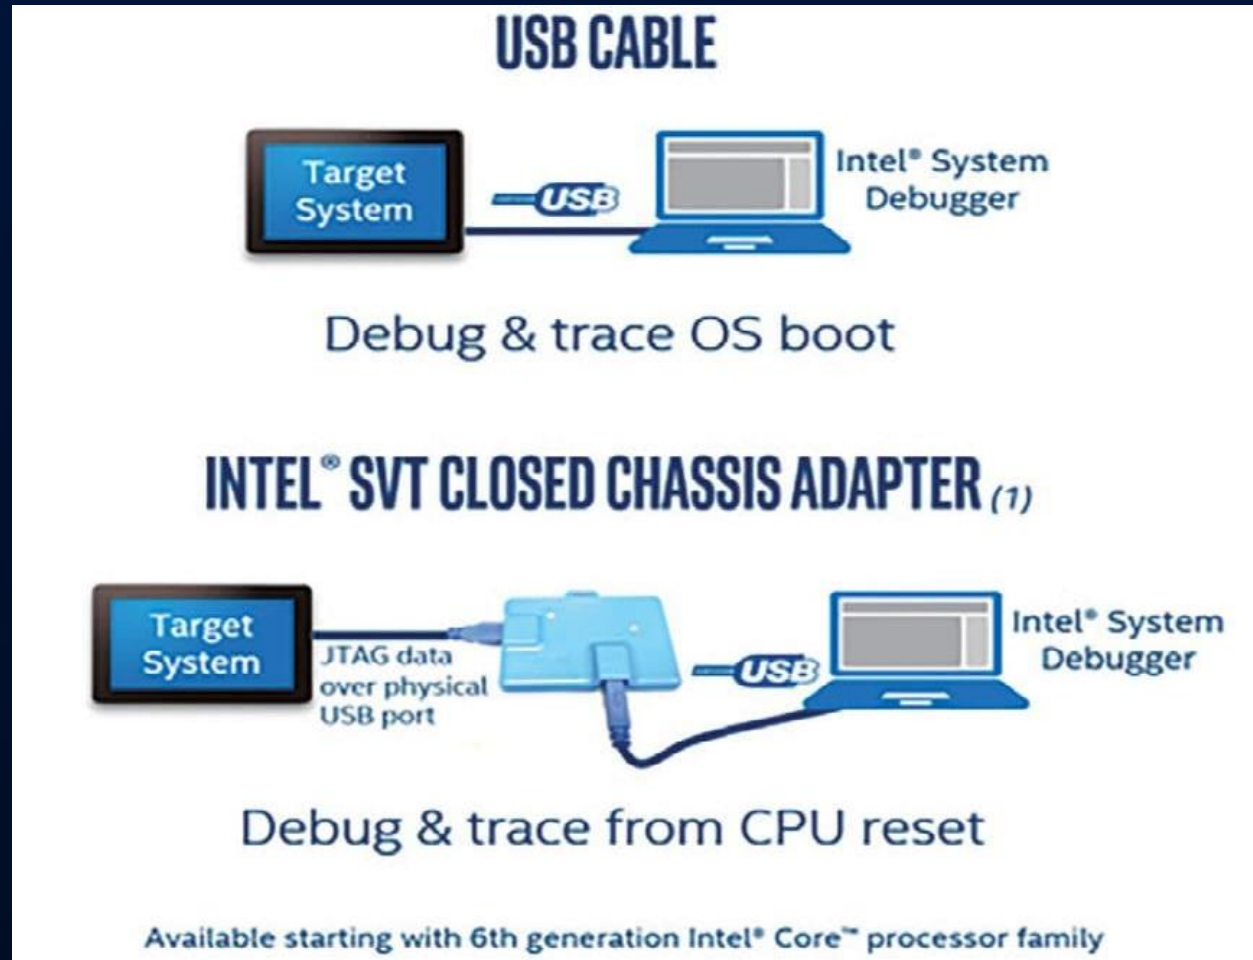 USB CABLE
Target
System
USB
Intel® System
Debugger
Debug & trace OS boot
INTEL® SVT CLOSED CHASSIS ADAPTER (1)
Target
System
JTAG data
over physical
USB port
USB
Intel® System
Debugger
Debug & trace from CPU reset
Available starting with 6th generation Intel® Core™ processor family